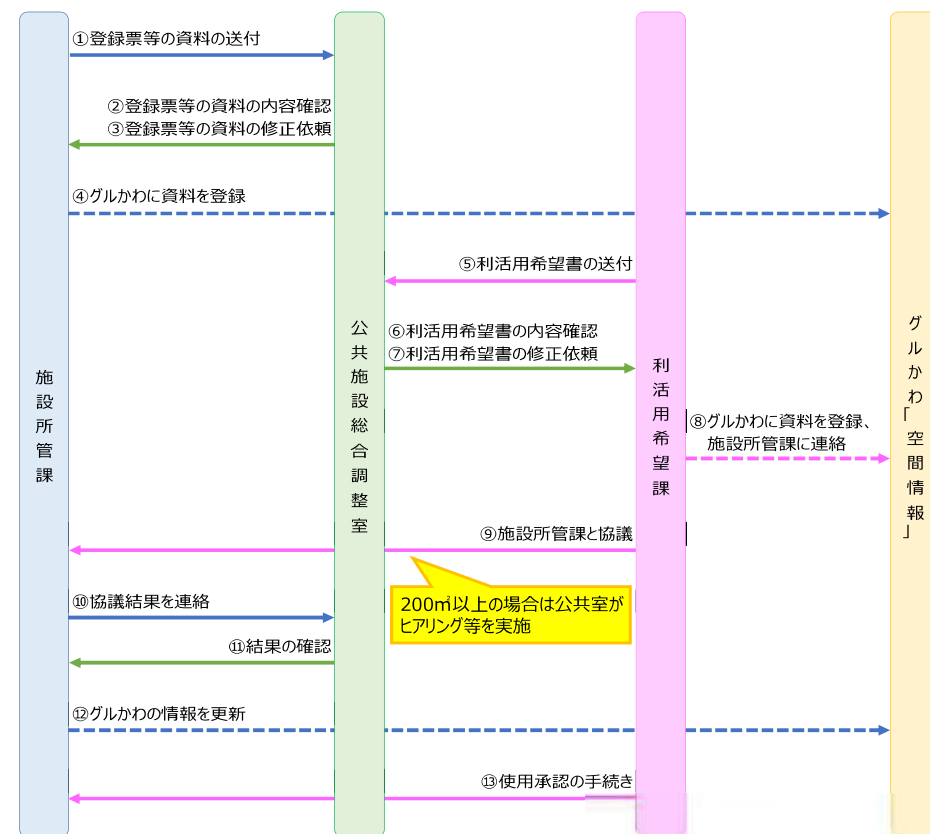 ①登録票等の資料の送付
②登録票等の資料の内容確認
③登録票等の資料の修正依頼
④グルかわに資料を登録
⑤利活用希望書の送付
⑥利活用希望書の内容確認
⑦利活用希望書の修正依頼
施設所管課
公共施設総合調整室
利活用希望課
グルかわ「空間情報」
⑧グルかわに資料を登録、
施設所管課に連絡
⑨施設所管課と協議
200㎡以上の場合は公共室が
ヒアリング等を実施
⑩協議結果を連絡
⑪結果の確認
⑫グルかわの情報を更新
⑬使用承認の手続き